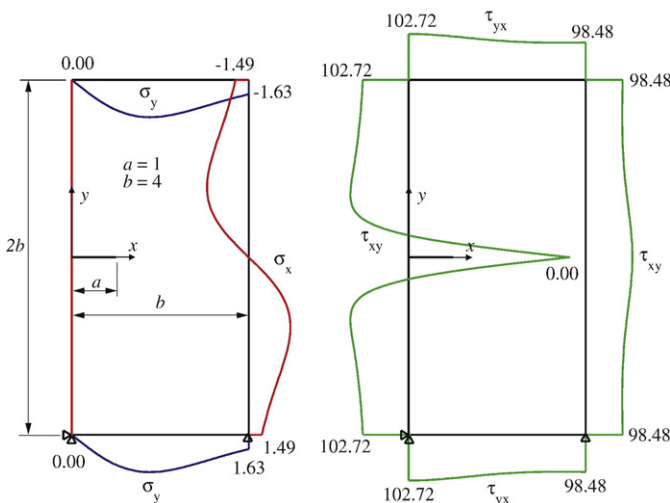 0.00
-1.49
σy
-1.63
a = 1
b = 4
y
2b
x
σx
a
b
0.00
1.49
1.63
σy
102.72
τyx
98.48
102.72
98.48
y
τxy
x
0.00
τxy
102.72
98.48
102.72
τyx
98.48